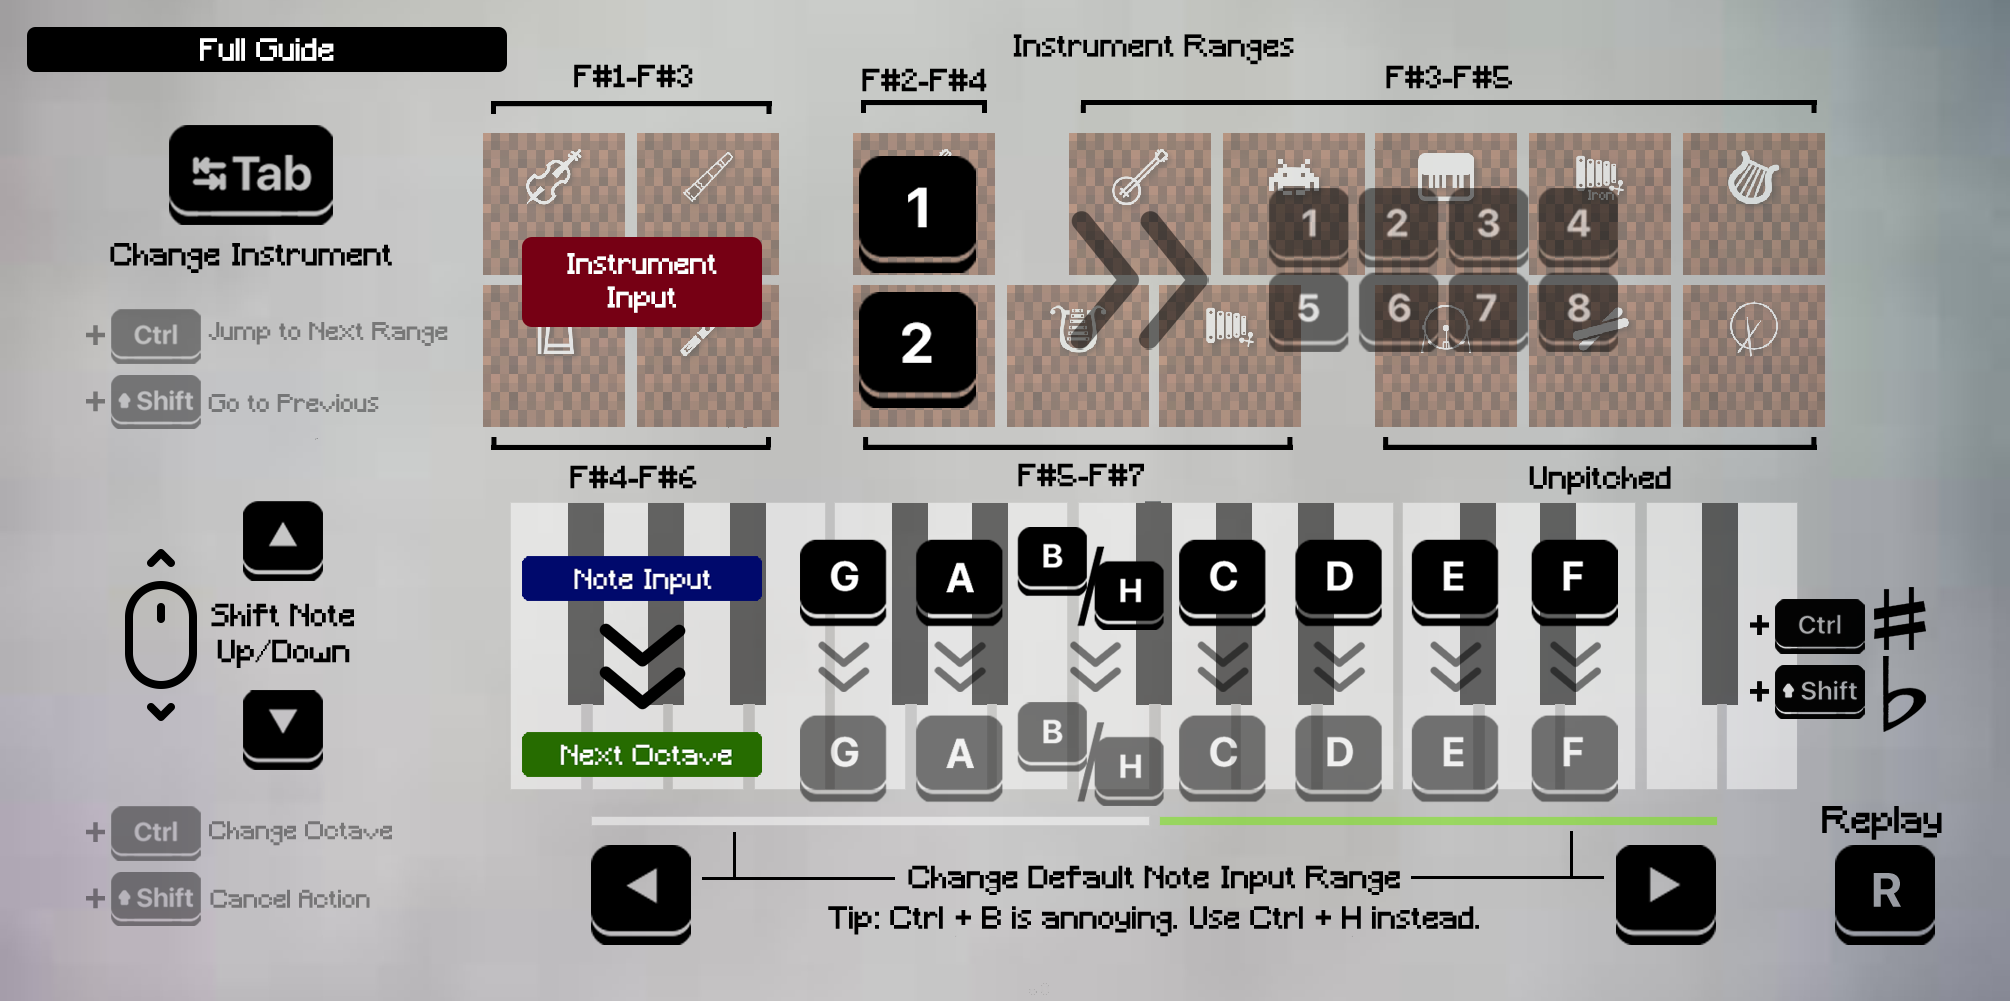 Full Guide
Instrument Ranges
F#1-F#3
F#2-F#4
F#3-F#5
Tab
Change Instrument
+ Ctrl Jump to Next Range
+ Shift Go to Previous
Instrument
Input
1
2
Iron
1 2 3 4
5 6 7 8
F#4-F#6
F#5-F#7
Unpitched
Shift Note
Up/Down
Note Input
G A B / H C D E F
Next Octave
G A B / H C D E F
+ Ctrl ♯
+ Shift ♭
+ Ctrl Change Octave
+ Shift Cancel Action
Change Default Note Input Range
Tip: Ctrl + B is annoying. Use Ctrl + H instead.
Replay
R